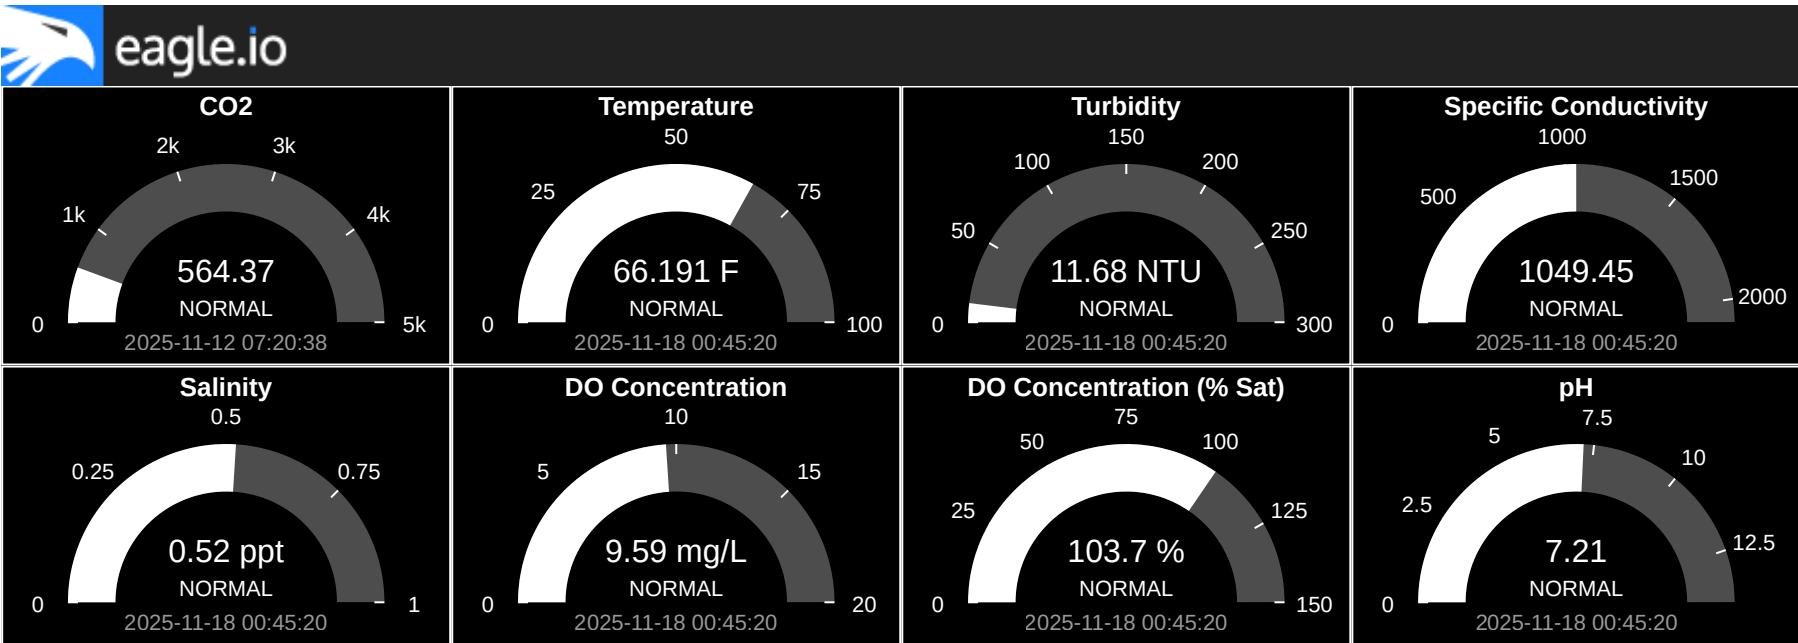 eagle.io
CO2
2k
3k
1k
4k
564.37
NORMAL
0
5k
2025-11-12 07:20:38
Temperature
50
25
75
66.191 F
NORMAL
0
100
2025-11-18 00:45:20
Turbidity
150
100
200
50
250
11.68 NTU
NORMAL
0
300
2025-11-18 00:45:20
Specific Conductivity
1000
1500
500
1049.45
2000
NORMAL
0
2025-11-18 00:45:20
Salinity
0.5
0.25
0.75
0.52 ppt
NORMAL
0
1
2025-11-18 00:45:20
DO Concentration
10
5
15
9.59 mg/L
NORMAL
0
20
2025-11-18 00:45:20
DO Concentration (% Sat)
75
50
100
25
125
103.7 %
NORMAL
0
150
2025-11-18 00:45:20
pH
7.5
5
10
2.5
12.5
7.21
NORMAL
0
2025-11-18 00:45:20